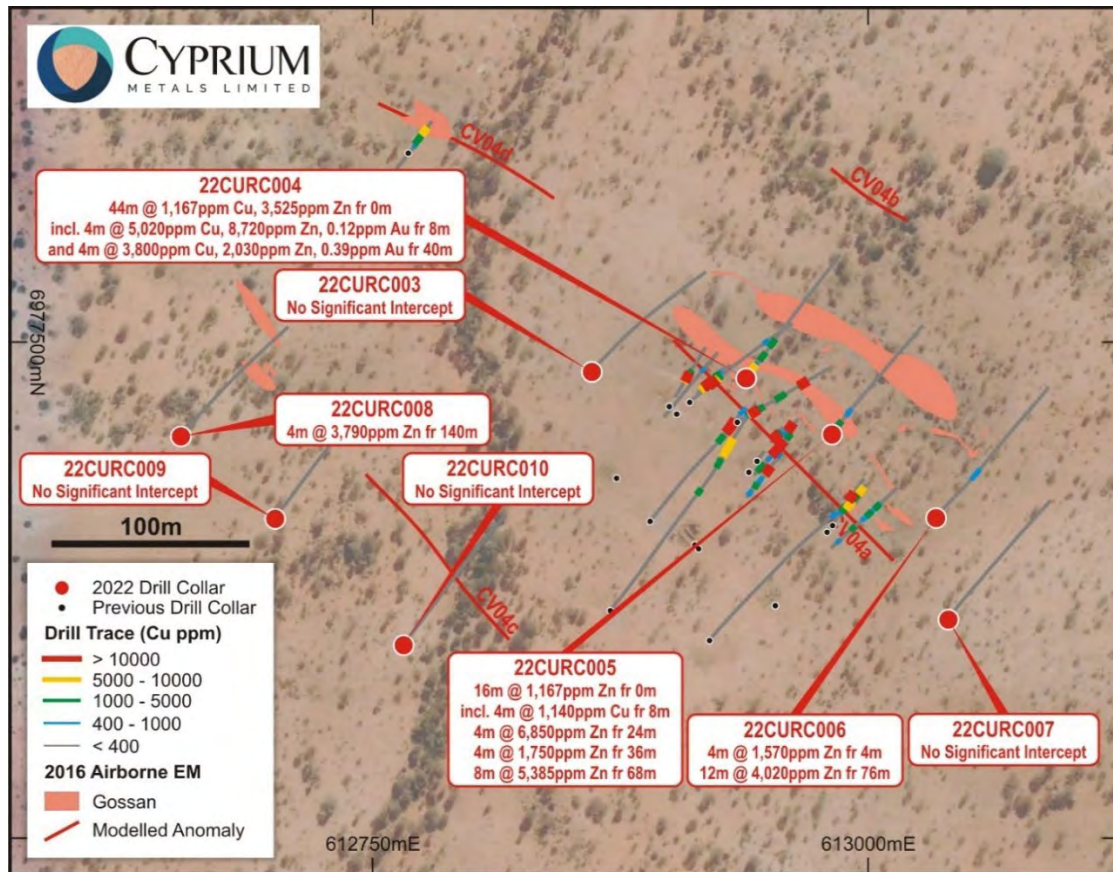 CYPRIUM
METALS LIMITED
CV04d
CV04b
22CURC004
44m @ 1,167ppm Cu, 3,525ppm Zn fr 0m
incl. 4m @ 5,020ppm Cu, 8,720ppm Zn, 0.12ppm Au fr 8m
and 4m @ 3,800ppm Cu, 2,030ppm Zn, 0.39ppm Au fr 40m
22CURC003
No Significant Intercept
6977500mN
22CURC008
4m @ 3,790ppm Zn fr 140m
22CURC009
No Significant Intercept
22CURC010
No Significant Intercept
100m
V04a
CV04c
2022 Drill Collar
Previous Drill Collar
Drill Trace (Cu ppm)
> 10000
5000 - 10000
1000 - 5000
400 - 1000
< 400
2016 Airborne EM
Gossan
Modelled Anomaly
22CURC005
16m @ 1,167ppm Zn fr 0m
incl. 4m @ 1,140ppm Cu fr 8m
4m @ 6,850ppm Zn fr 24m
4m @ 1,750ppm Zn fr 36m
8m @ 5,385ppm Zn fr 68m
22CURC006
4m @ 1,570ppm Zn fr 4m
12m @ 4,020ppm Zn fr 76m
22CURC007
No Significant Intercept
612750mE
613000mE